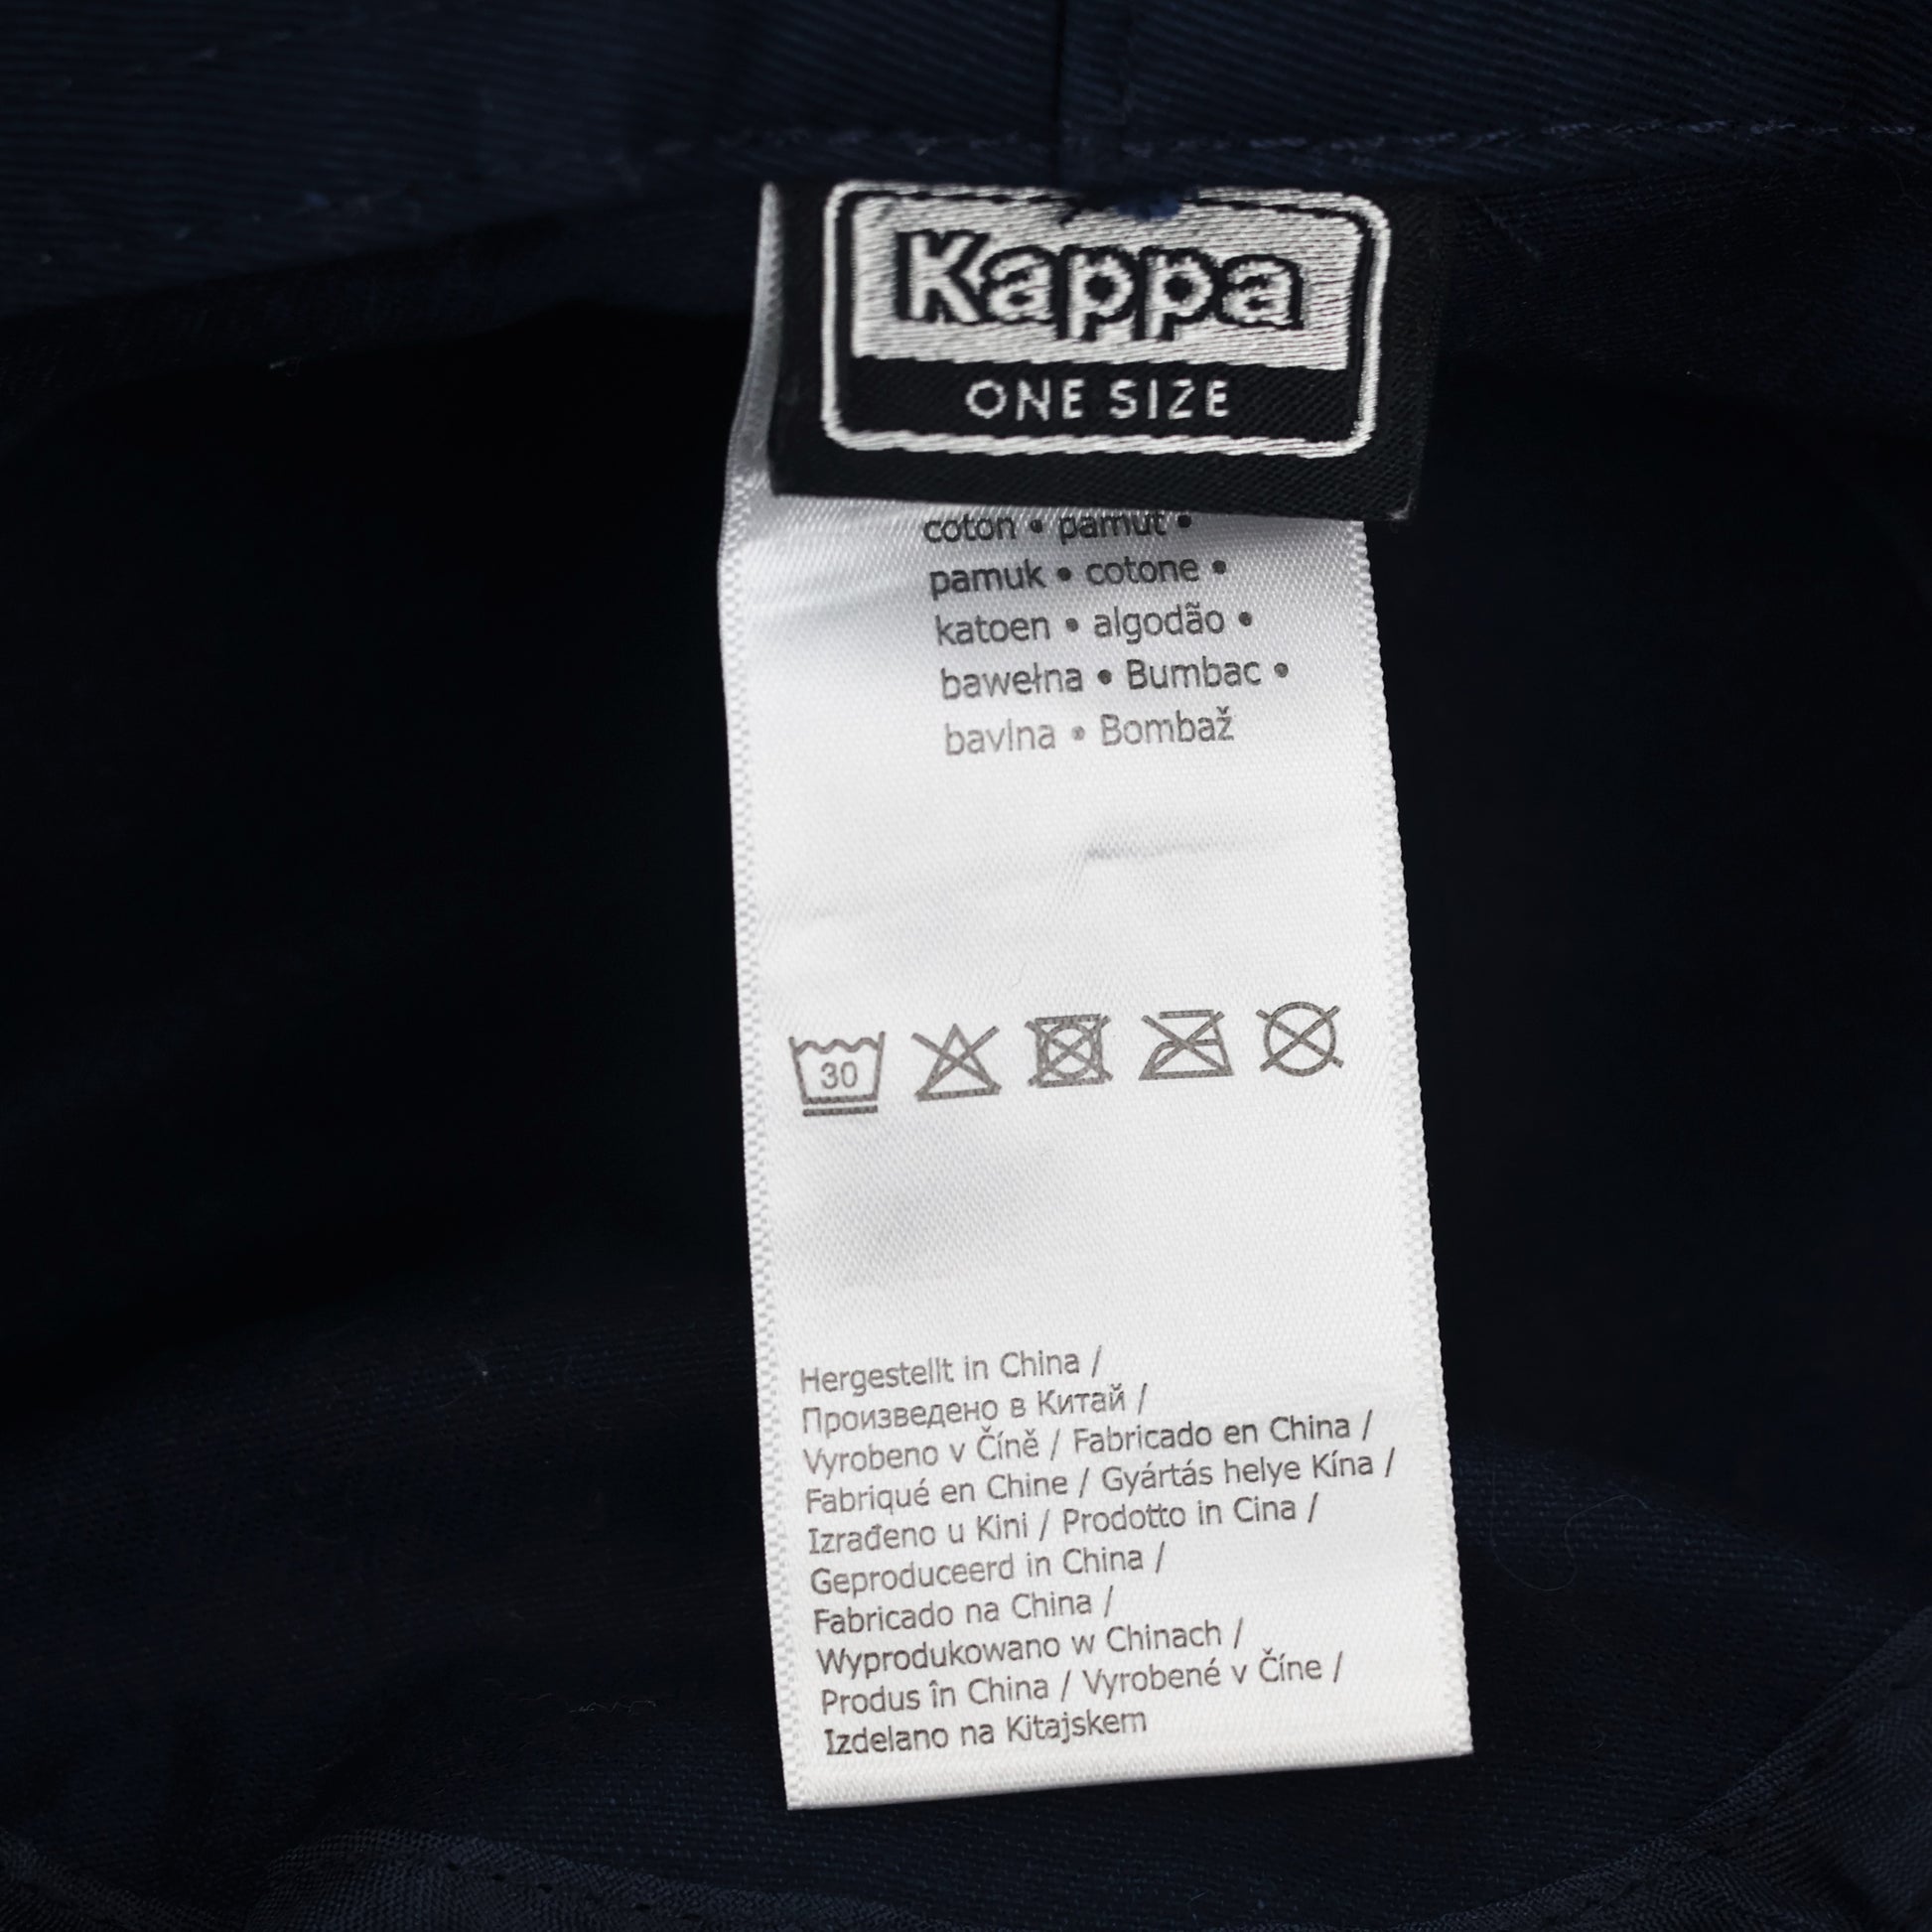 Kappa
ONE SIZE
coton • pamut •
pamuk • cotone •
katoen • algodão •
bawełna • Bumbac •
bavlna • Bombaž
30
Hergestellt in China /
Произведено в Китай /
Vyrobeno v Číně / Fabricado en China /
Fabriqué en Chine / Gyártás helye Kína /
Izrađeno u Kini / Prodotto in Cina /
Geproduceerd in China /
Fabricado na China /
Wyprodukowano w Chinach /
Produs în China / Vyrobené v Číne /
Izdelano na Kitajskem